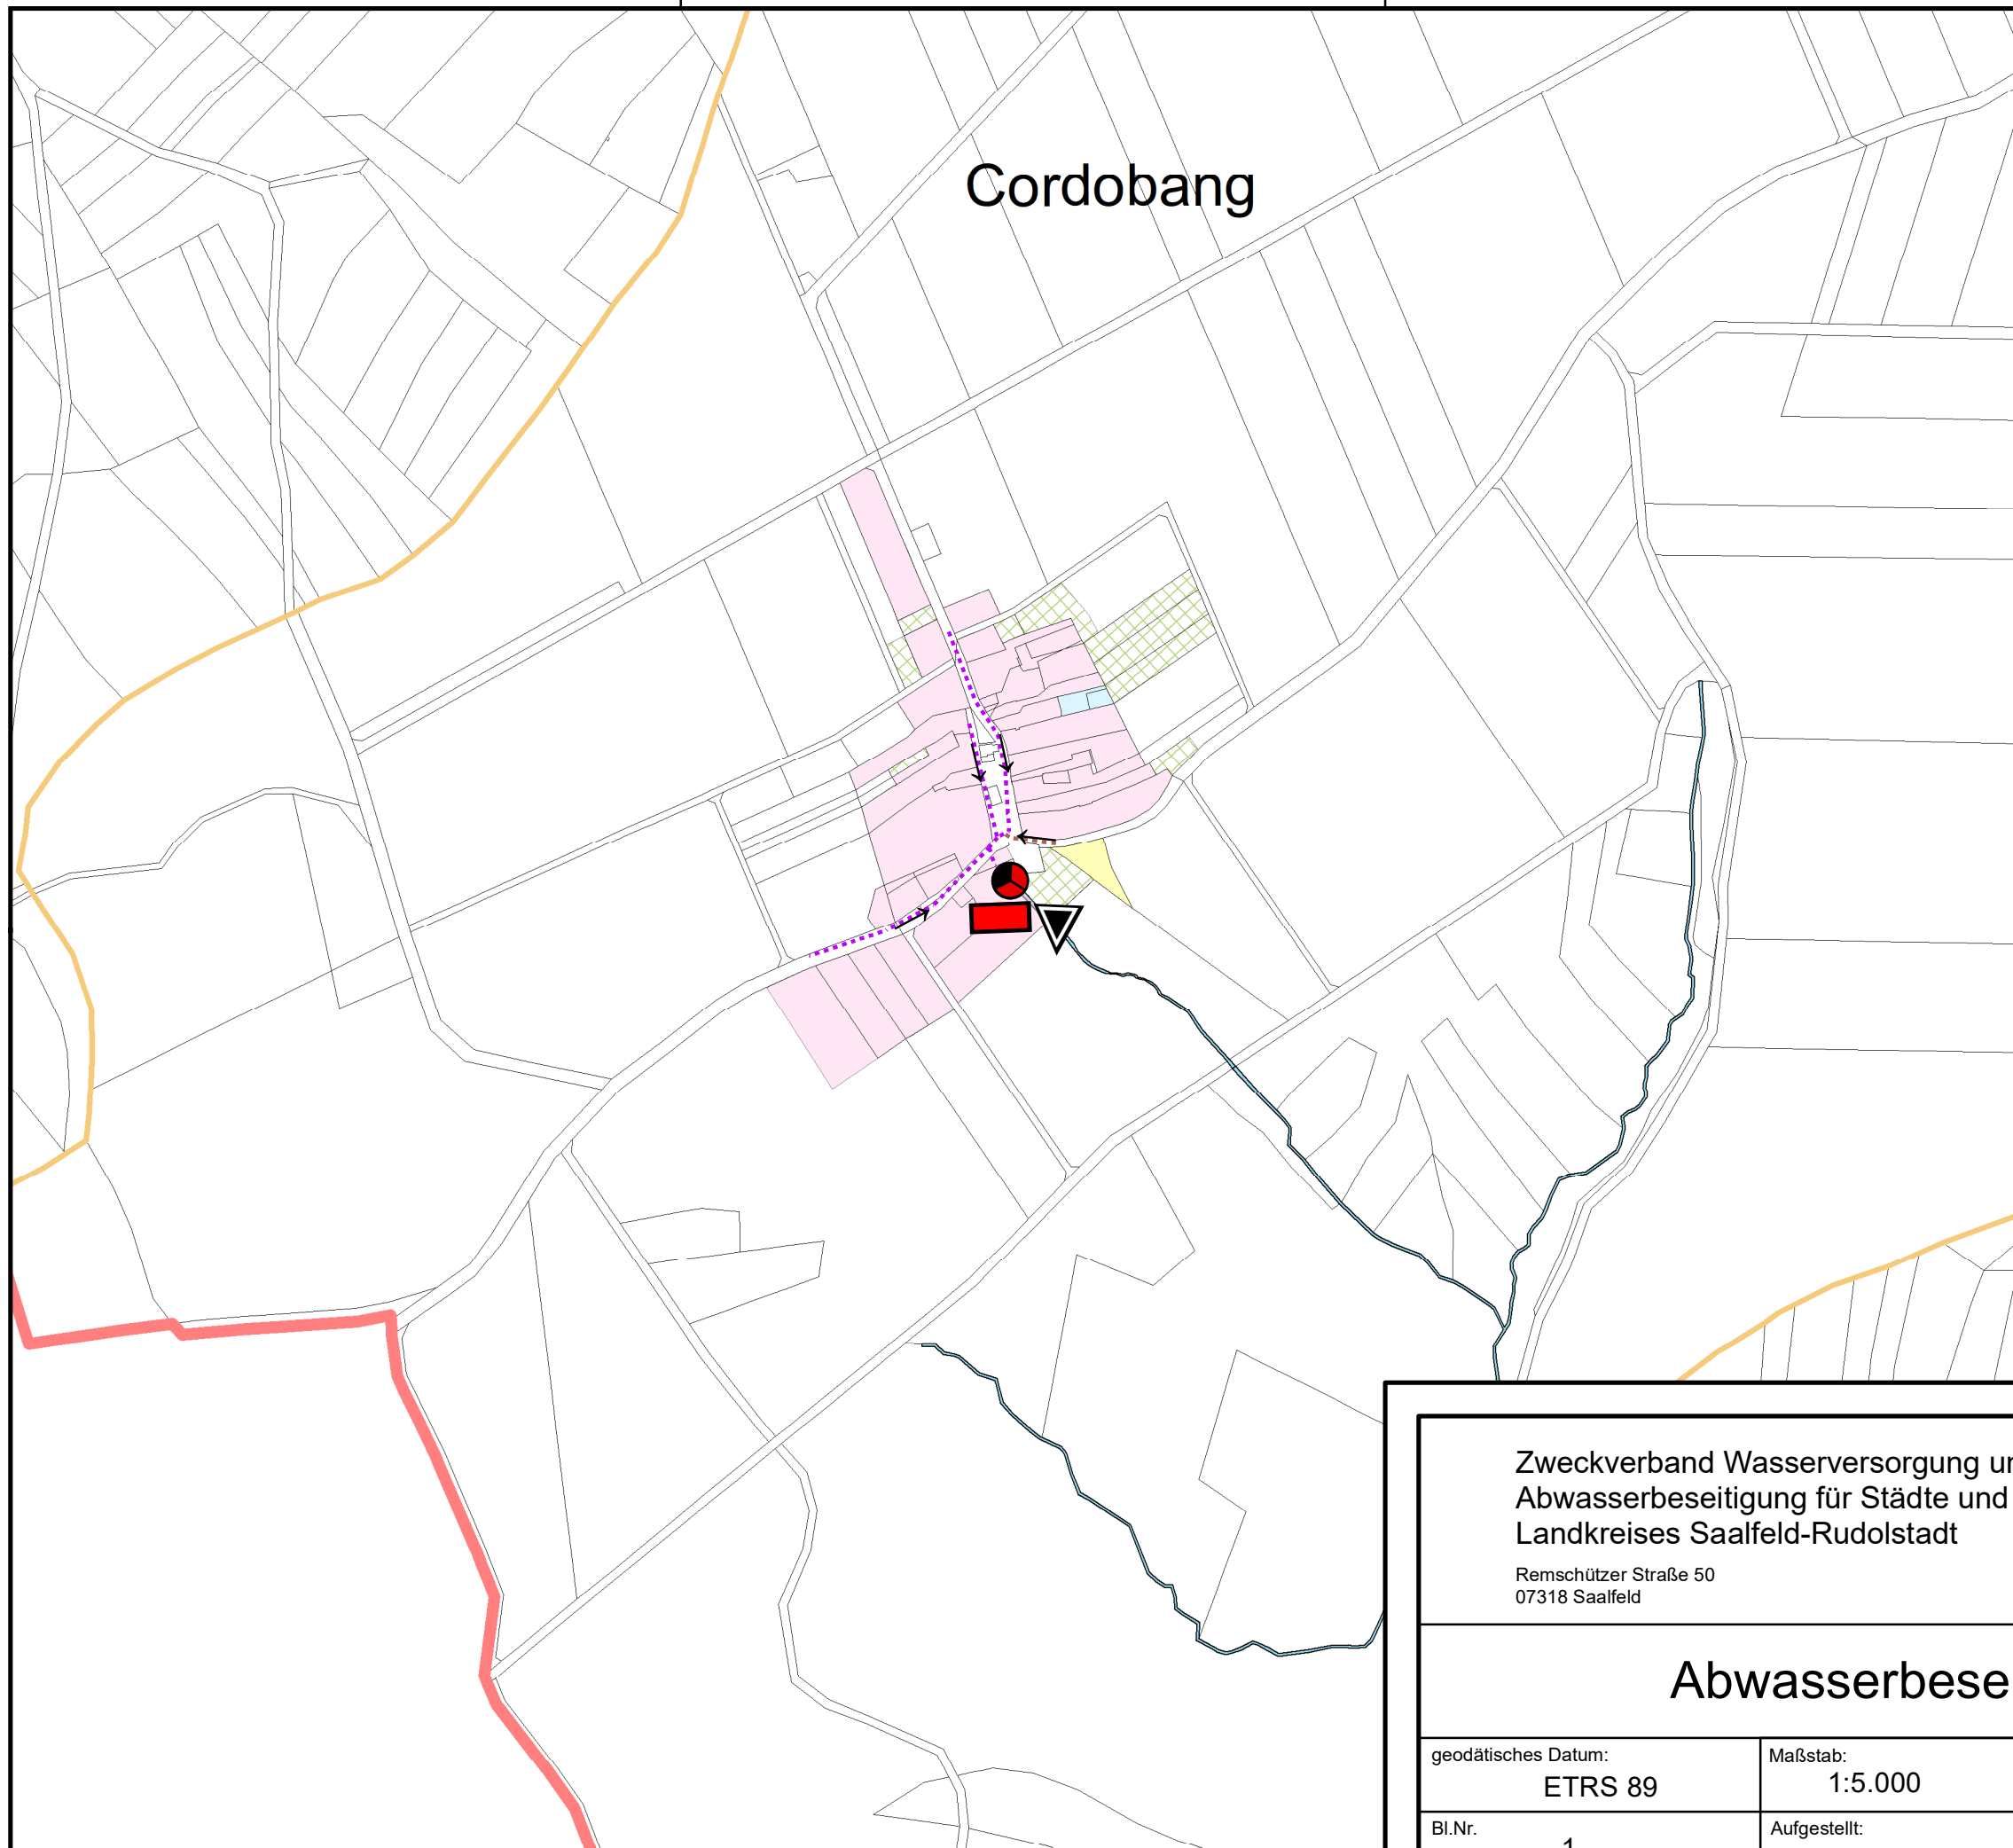 Cordobang
Zweckverband Wasserversorgung
Abwasserbeseitigung für Städte und
Landkreises Saalfeld-Rudolstadt
Remschützer Straße 50
07318 Saalfeld
Abwasserbese
geodätisches Datum:
ETRS 89
Maßstab:
1:5.000
Bl.Nr.
1
Aufgestellt: